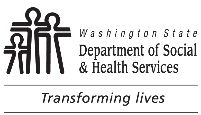 Washington State
Department of Social
& Health Services
Transforming lives